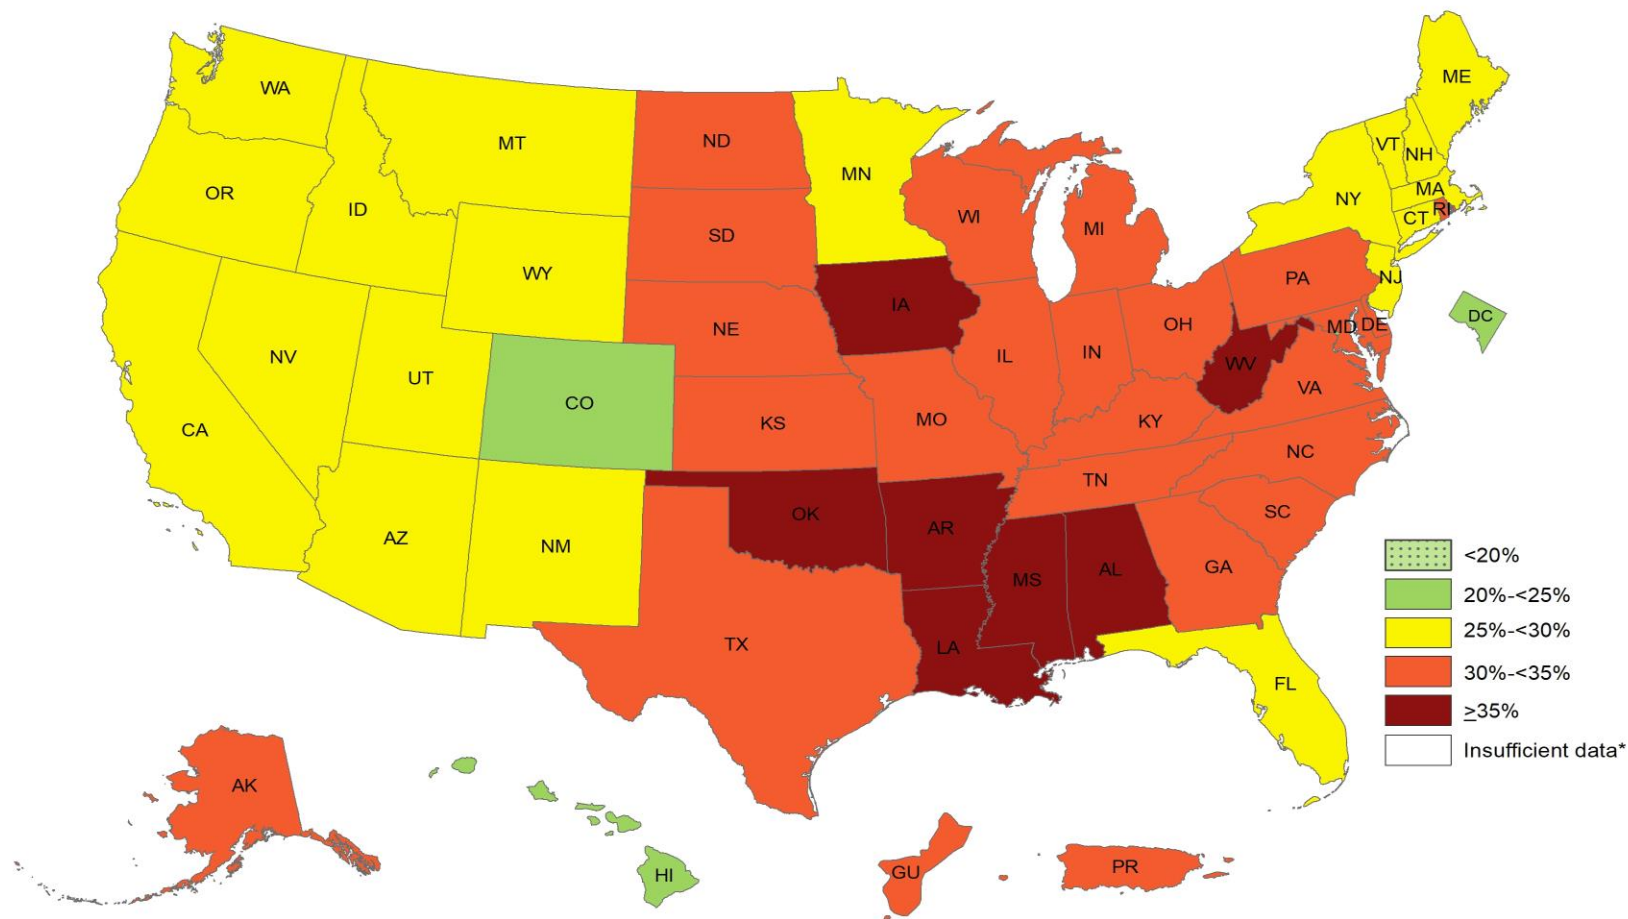 WA
MT
ND
MN
ME
VT
NH
OR
ID
SD
WI
MI
NY
MA
CT
RI
WY
NE
IA
PA
NJ
NV
UT
CO
IL
IN
OH
MD
DE
DC
WV
VA
CA
KS
MO
KY
NC
TN
AZ
NM
OK
AR
SC
MS
AL
GA
TX
LA
FL
<20%
20%-<25%
25%-<30%
30%-<35%
≥35%
Insufficient data*
AK
HI
GU
PR